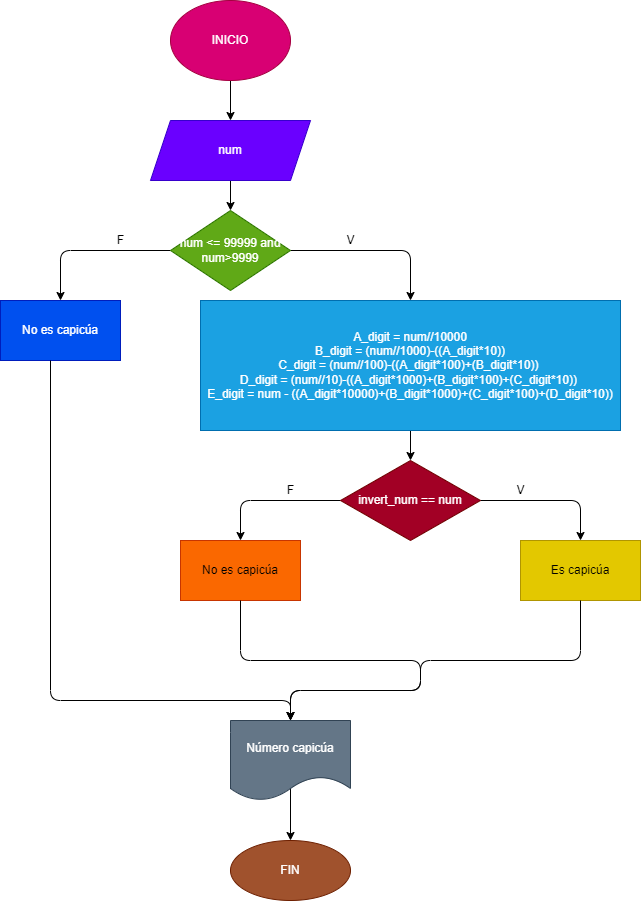 INICIO
num
num <= 99999 and
num>9999
F
V
No es capicúa
A_digit = num//10000
B_digit = (num//1000)-((A_digit*10))
C_digit = (num//100)-((A_digit*100)+(B_digit*10))
D_digit = (num//10)-((A_digit*1000)+(B_digit*100)+(C_digit*10))
E_digit = num - ((A_digit*10000)+(B_digit*1000)+(C_digit*100)+(D_digit*10))
invert_num == num
F
V
No es capicúa
Es capicúa
Número capicúa
FIN